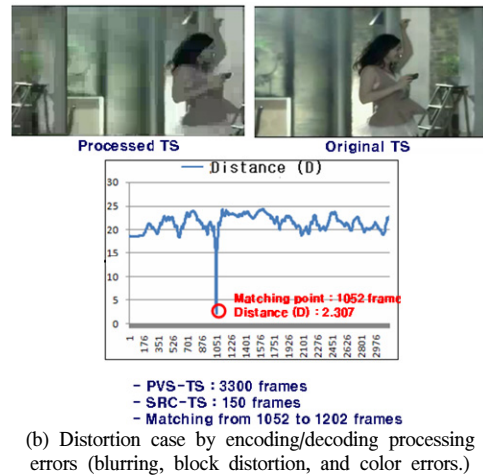 Processed TS Original TS
Distance (D)
30
25
20
15
10
5
0
Matching point : 1052 frame
Distance (D) : 2.307
1 176 351 526 701 876 1051 1226 1401 1576 1751 1926 2101 2276 2451 2626 2801 2976
- PVS-TS : 3300 frames
- SRC-TS : 150 frames
- Matching from 1052 to 1202 frames
(b) Distortion case by encoding/decoding processing
errors (blurring, block distortion, and color errors.)